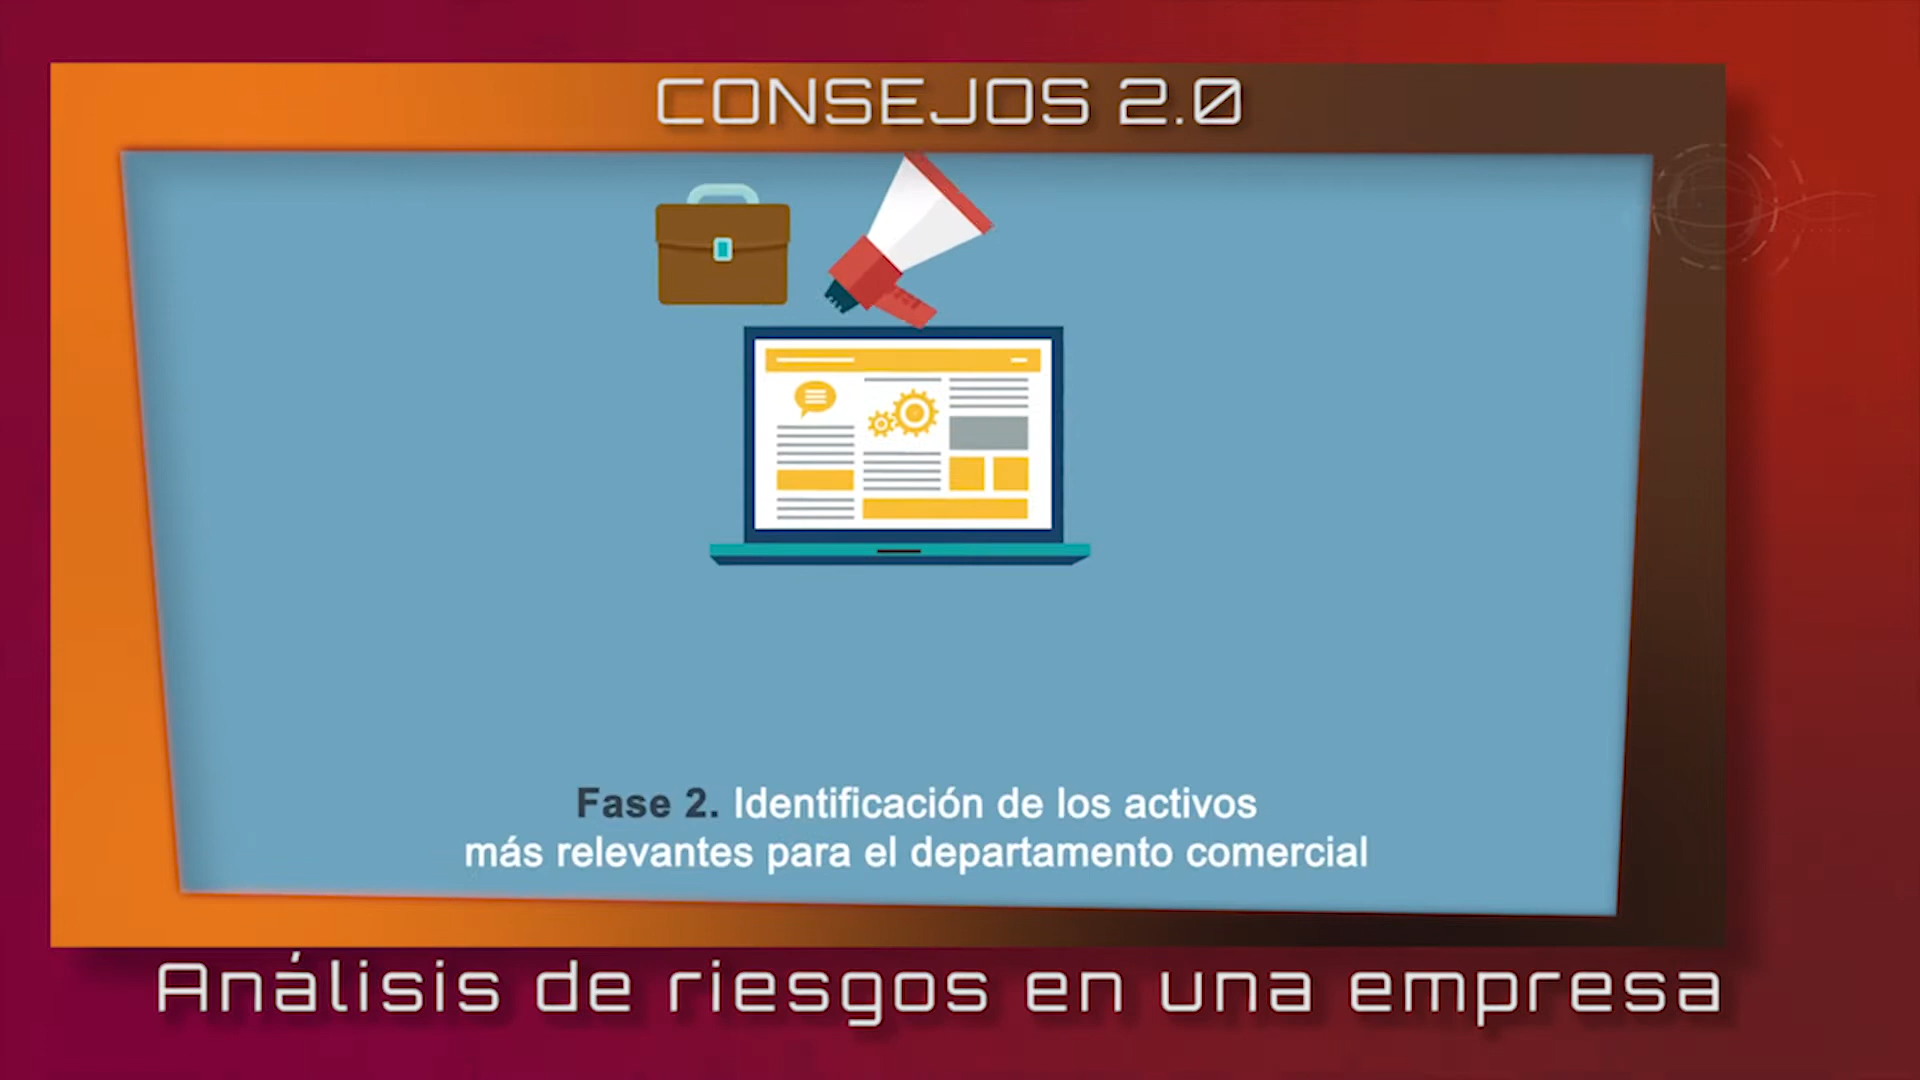 CONSEJOS 2.0
Fase 2. Identificación de los activos
más relevantes para el departamento comercial
Análisis de riesgos en una empresa